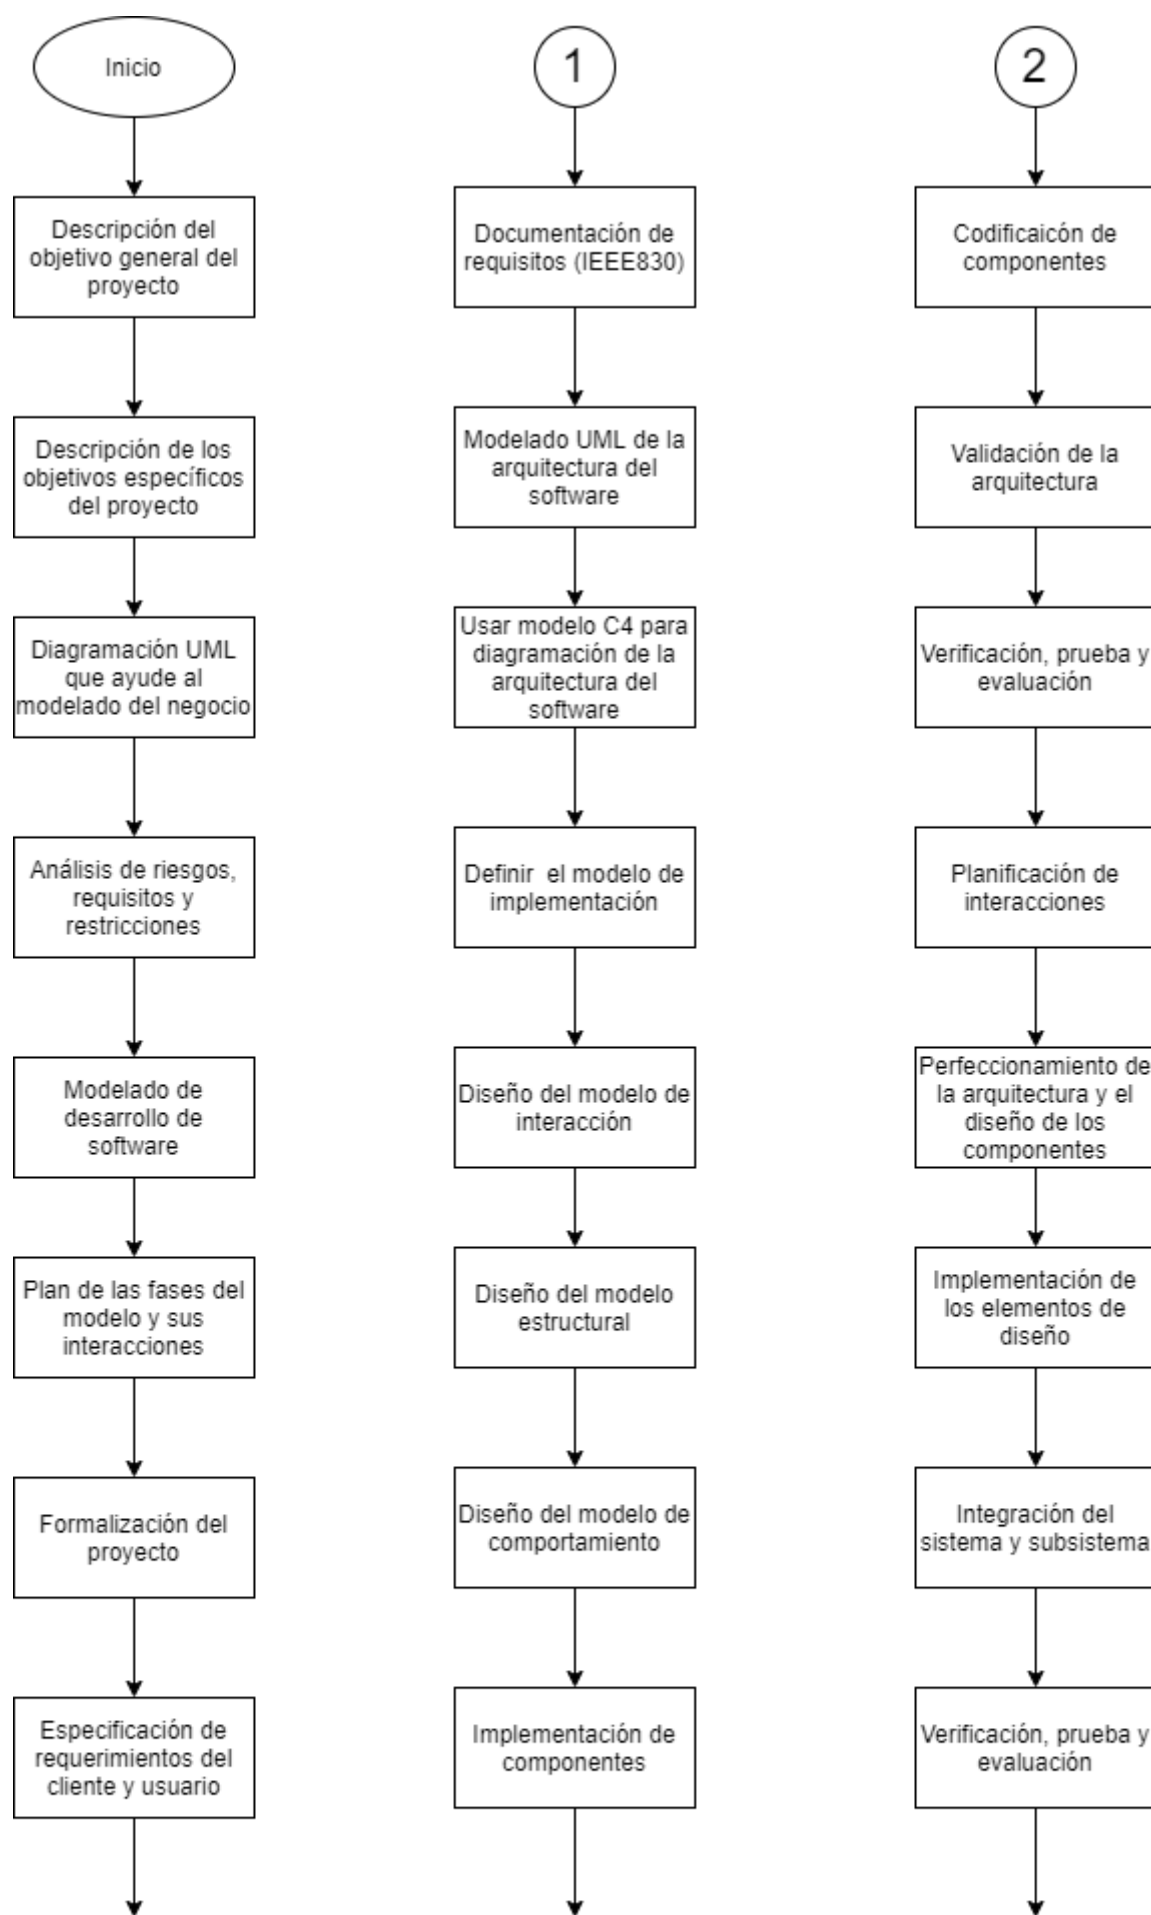 Inicio
Descripción del
objetivo general del
proyecto
Descripción de los
objetivos específicos
del proyecto
Diagramación UML
que ayude al
modelado del negocio
Análisis de riesgos,
requisitos y
restricciones
Modelado de
desarrollo de
software
Plan de las fases del
modelo y sus
interacciones
Formalización del
proyecto
Especificación de
requerimientos del
cliente y usuario
1
Documentación de
requisitos (IEEE830)
Modelado UML de la
arquitectura del
software
Usar modelo C4 para
diagramación de la
arquitectura del
software
Definir el modelo de
implementación
Diseño del modelo de
interacción
Diseño del modelo
estructural
Diseño del modelo de
comportamiento
Implementación de
componentes
2
Codificaicón de
componentes
Validación de la
arquitectura
Verificación, prueba y
evaluación
Planificación de
interacciones
Perfeccionamiento de
la arquitectura y el
diseño de los
componentes
Implementación de
los elementos de
diseño
Integración del
sistema y subsistema
Verificación, prueba y
evaluación